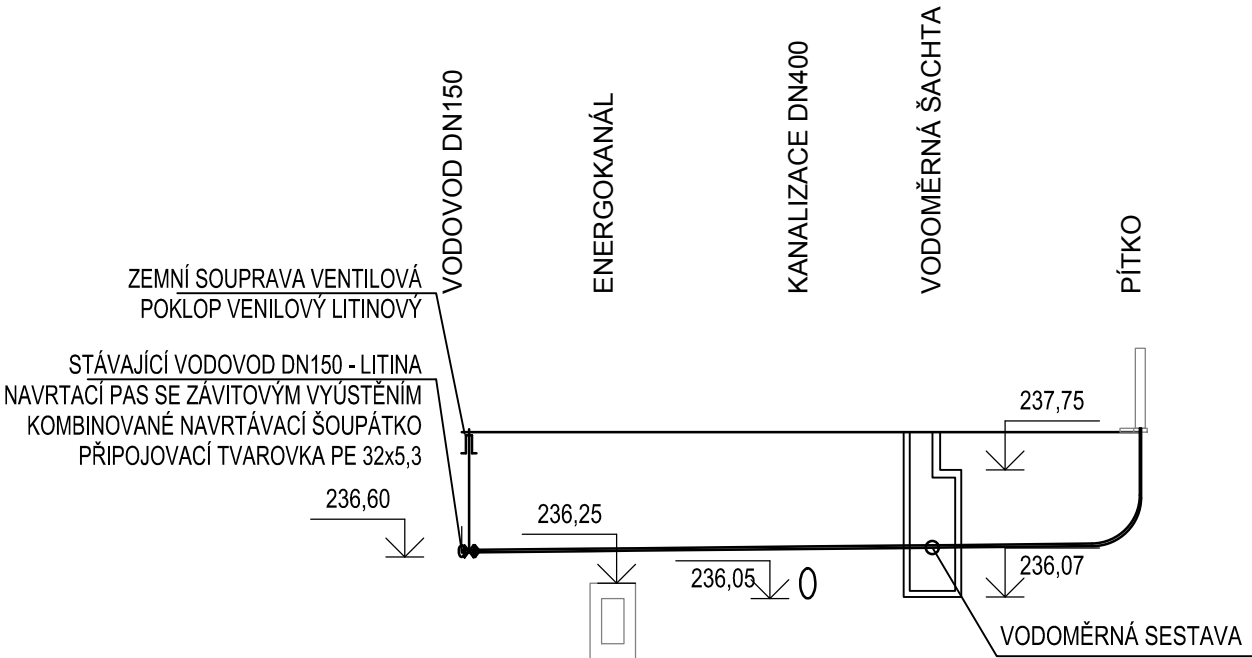 VODOVOD DN150
ENERGOKANÁL
KANALIZACE DN400
VODOMĚRNÁ ŠACHTA
PÍTKO
ZEMNÍ SOUPRAVA VENTILOVÁ
POKLOP VENILOVÝ LITINOVÝ
STÁVAJÍCÍ VODOVOD DN150 - LITINA
NAVRTACÍ PAS SE ZÁVITOVÝM VYÚSTĚNÍM
KOMBINOVANÉ NAVRTÁVACÍ ŠOUPÁTKO
PŘIPOJOVACÍ TVAROVKA PE 32x5,3
237,75
236,60
236,25
236,05
236,07
VODOMĚRNÁ SESTAVA